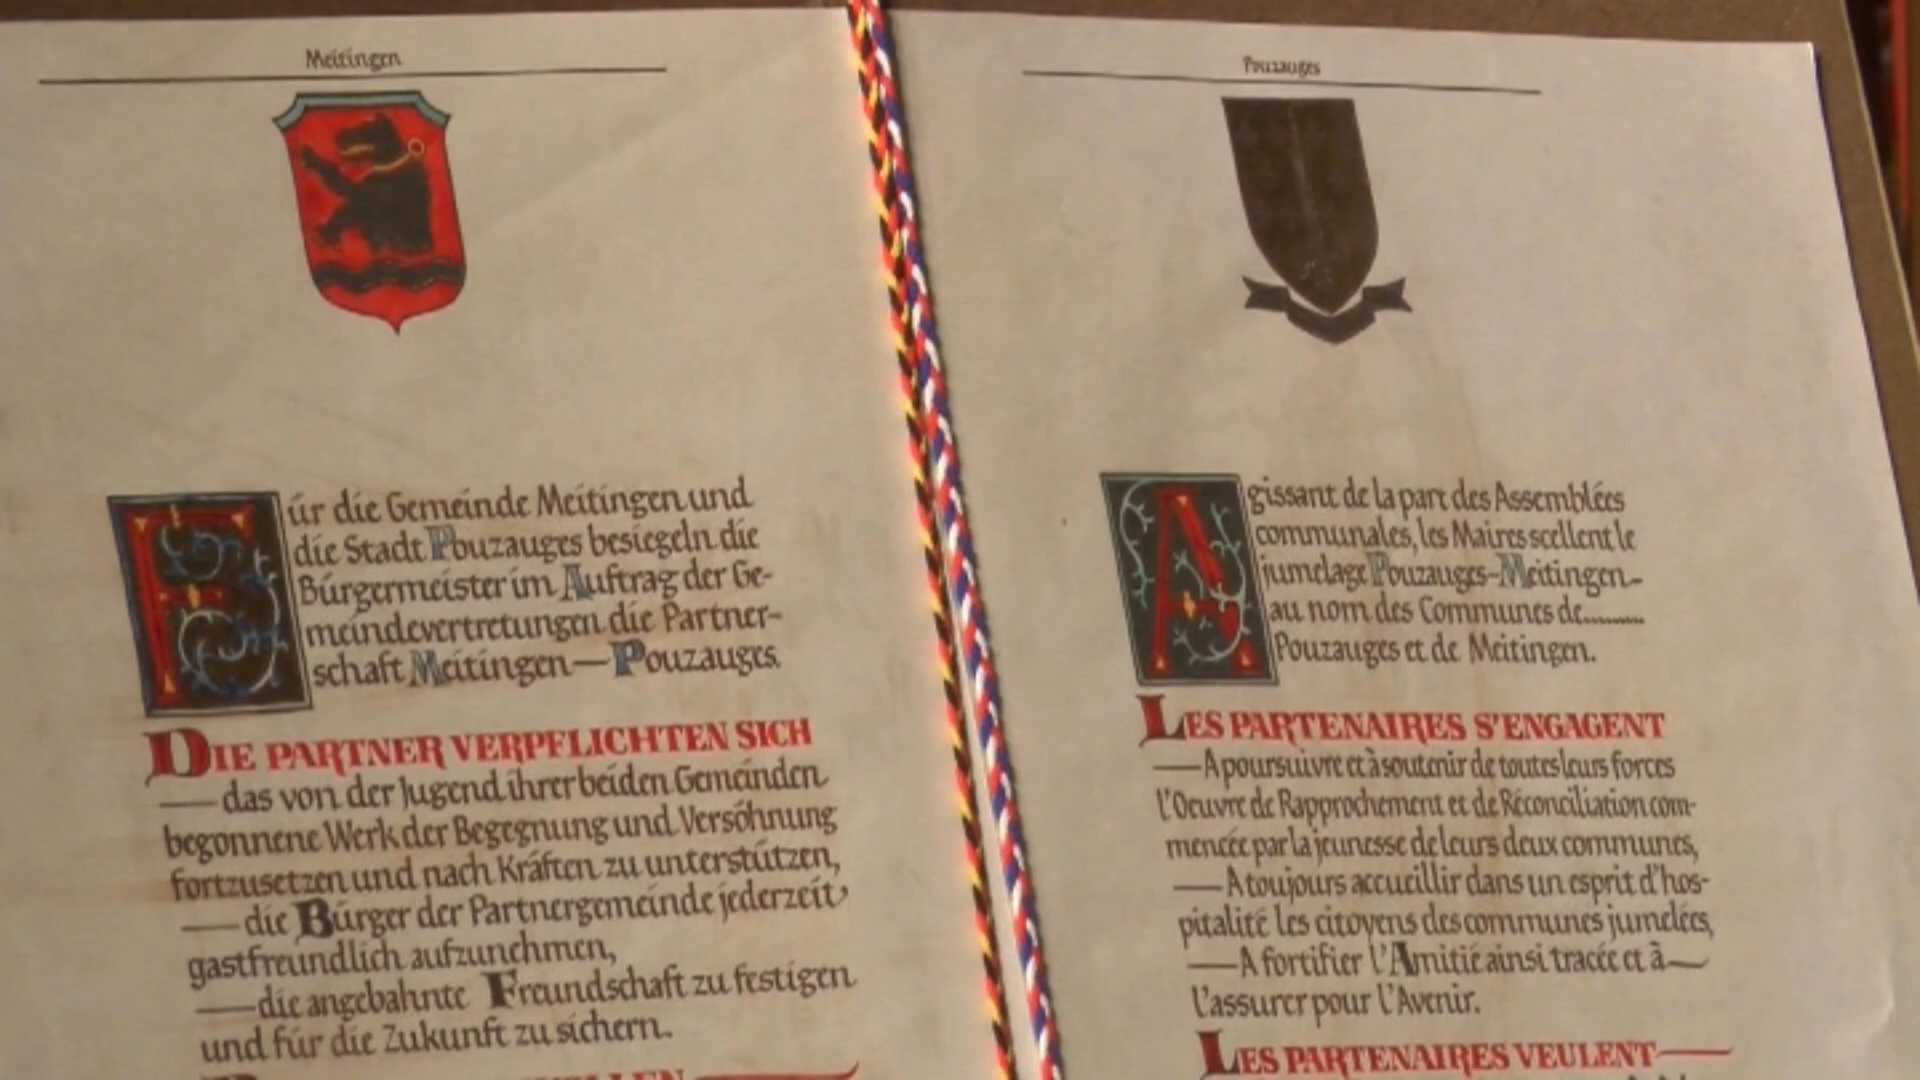 Meitingen
Für die Gemeinde Meitingen und
die Stadt Pouzauges besiegeln die
Bürgermeister im Auftrag der Ge-
meindevertretungen die Partner-
schaft Meitingen — Pouzauges.
DIE PARTNER VERPFLICHTEN SICH
— das von der Jugend ihrer beiden Gemeinden
begonnene Werk der Begegnung und Versöhnung
fortzusetzen und nach Kräften zu unterstützen,
— die Bürger der Partnergemeinde jederzeit
gastfreundlich aufzunehmen,
— die angebahnte Freundschaft zu festigen
und für die Zukunft zu sichern.
Pouzauges
Agissant de la part des Assemblées
communales, les Maires scellent le
jumelage Pouzauges-Meitingen-
au nom des Communes de........
Pouzauges et de Meitingen.
LES PARTENAIRES S'ENGAGENT
— A poursuivre et à soutenir de toutes leurs forces
l'Oeuvre de Rapprochement et de Réconciliation com-
mencée par la jeunesse de leurs deux communes,
— A toujours accueillir dans un esprit d'hos-
pitalité les citoyens des communes jumelées,
— A fortifier l'Amitié ainsi tracée et à —
l'assurer pour l'Avenir.
LES PARTENAIRES VEULENT —